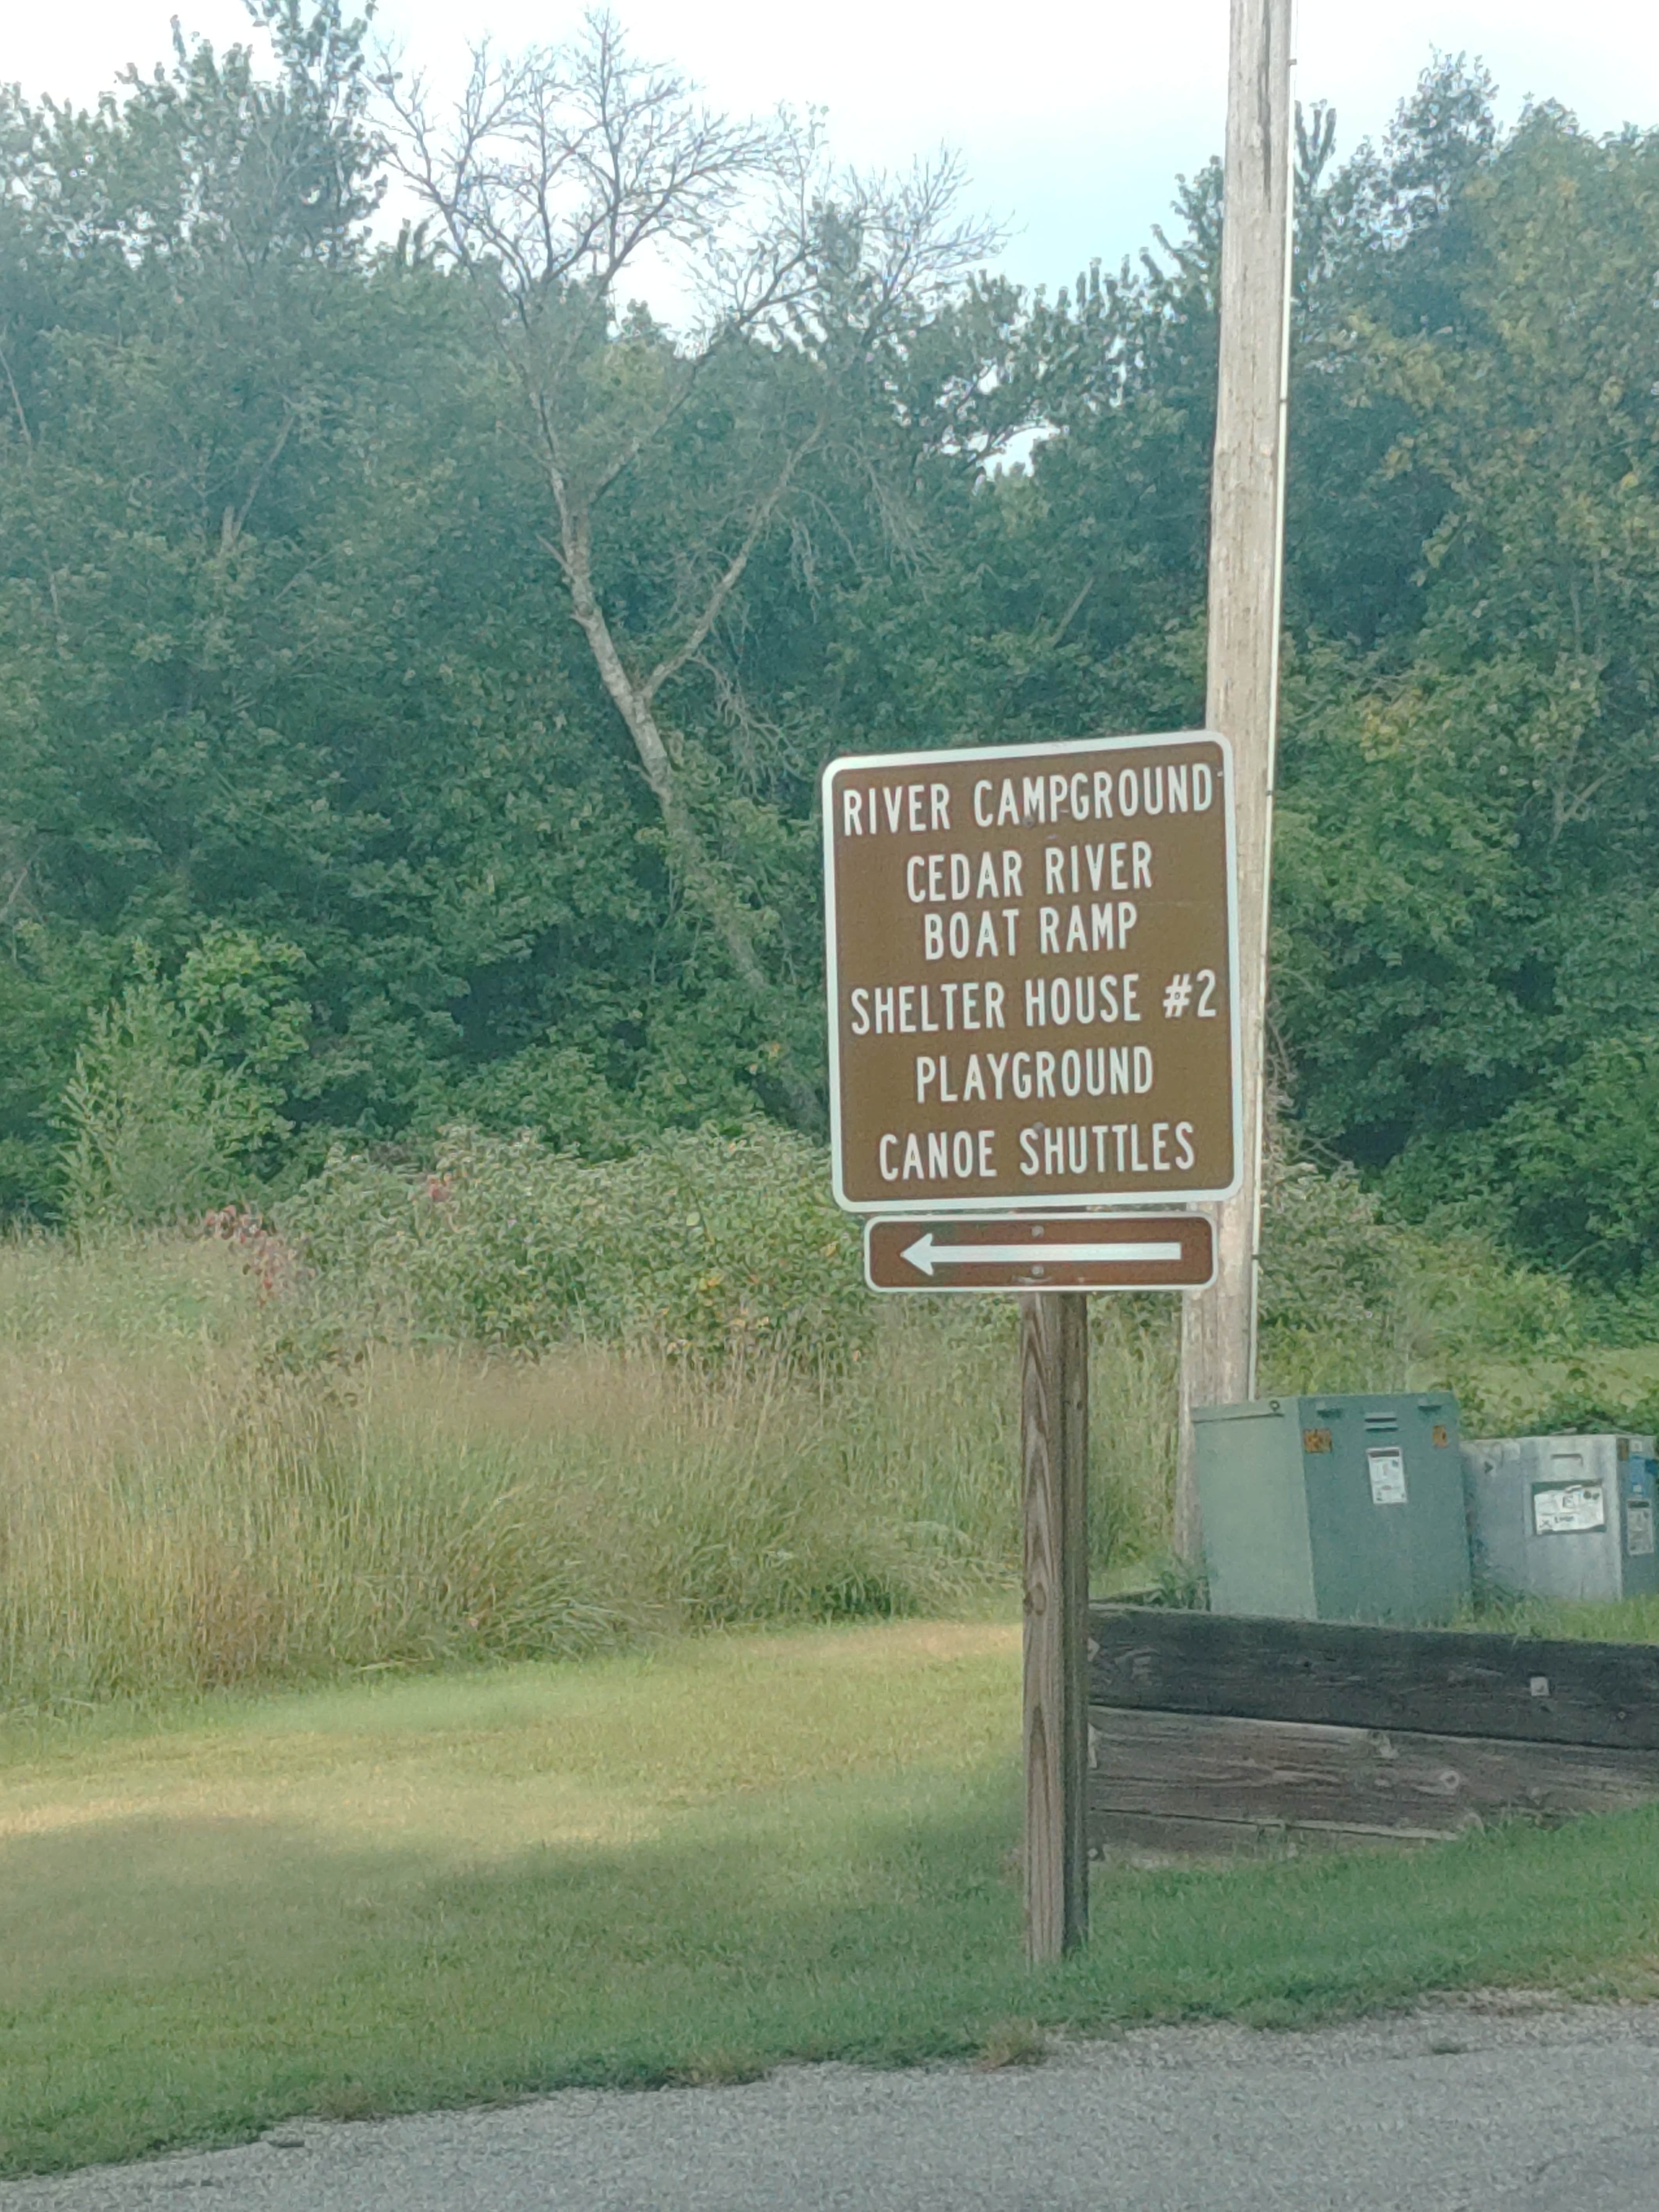 RIVER CAMPGROUND
CEDAR RIVER
BOAT RAMP
SHELTER HOUSE #2
PLAYGROUND
CANOE SHUTTLES